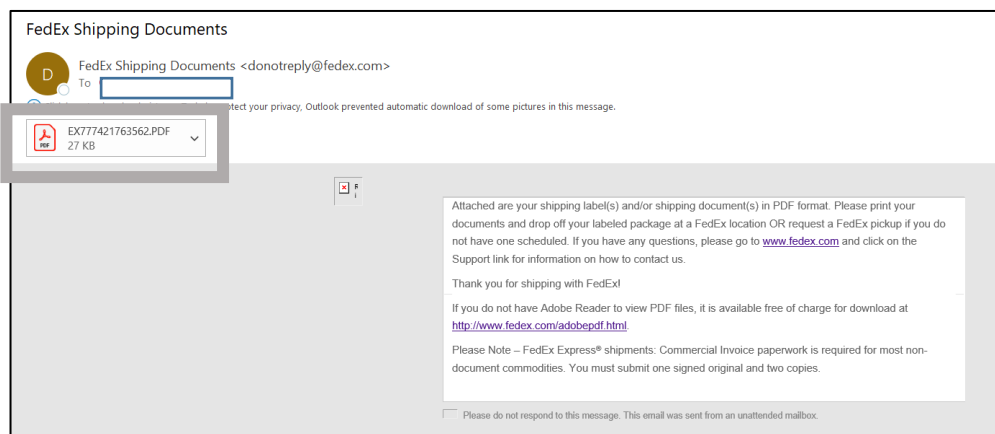 FedEx Shipping Documents
D
FedEx Shipping Documents <donotreply@fedex.com>
To
protect your privacy, Outlook prevented automatic download of some pictures in this message.
EX777421763562.PDF
PDF
27 KB
Attached are your shipping label(s) and/or shipping document(s) in PDF format. Please print your
documents and drop off your labeled package at a FedEx location OR request a FedEx pickup if you do
not have one scheduled. If you have any questions, please go to www.fedex.com and click on the
Support link for information on how to contact us.
Thank you for shipping with FedEx!
If you do not have Adobe Reader to view PDF files, it is available free of charge for download at
http://www.fedex.com/adobepdf.html.
Please Note – FedEx Express® shipments: Commercial Invoice paperwork is required for most non-
document commodities. You must submit one signed original and two copies.
Please do not respond to this message. This email was sent from an unattended mailbox.